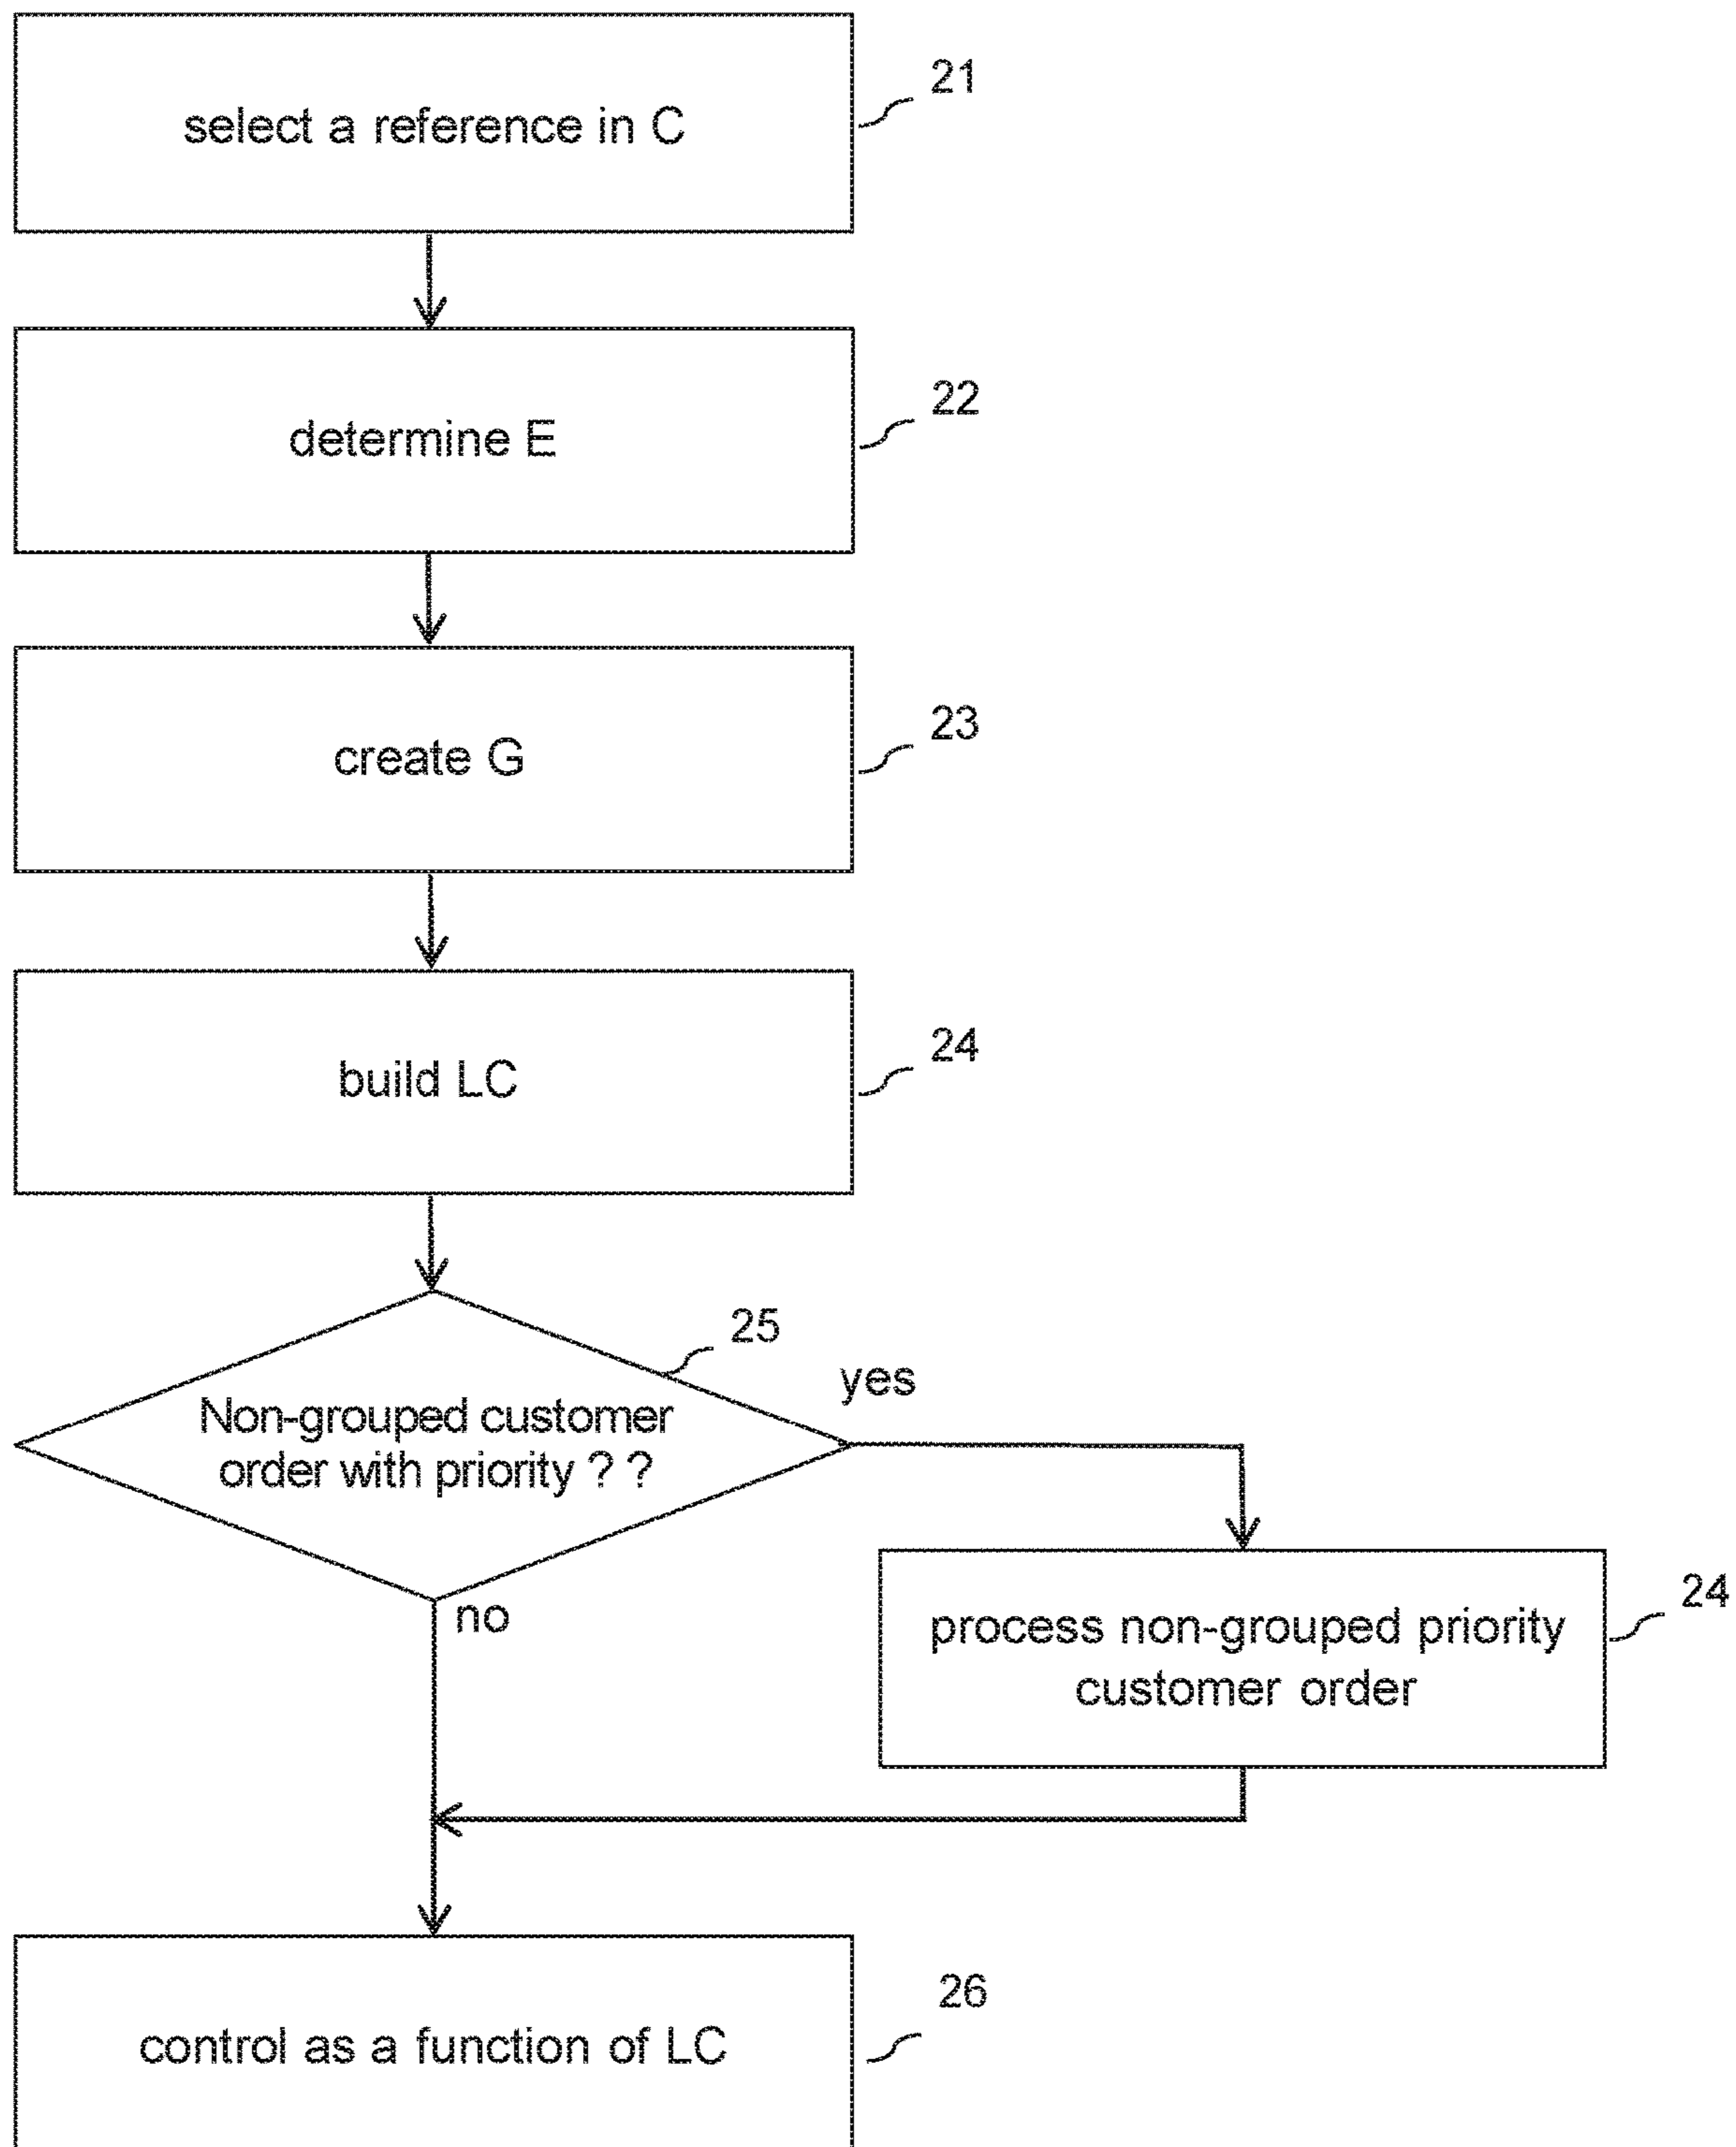 select a reference in C
21
determine E
22
create G
23
build LC
24
25
yes
Non-grouped customer
order with priority ? ?
no
process non-grouped priority
customer order
24
control as a function of LC
26